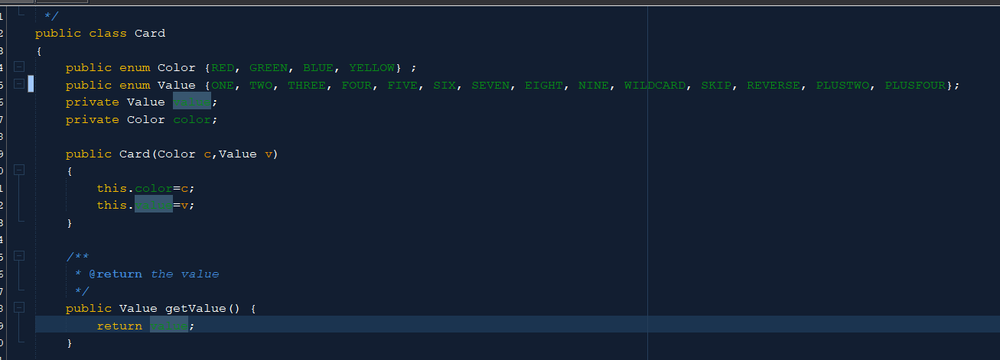 */
public class Card
{
public enum Color {RED, GREEN, BLUE, YELLOW} ;
public enum Value {ONE, TWO, THREE, FOUR, FIVE, SIX, SEVEN, EIGHT, NINE, WILDCARD, SKIP, REVERSE, PLUSTWO, PLUSFOUR};
private Value value;
private Color color;
public Card(Color c,Value v)
{
this.color=c;
this.value=v;
}
/**
* @return the value
*/
public Value getValue() {
return value;
}